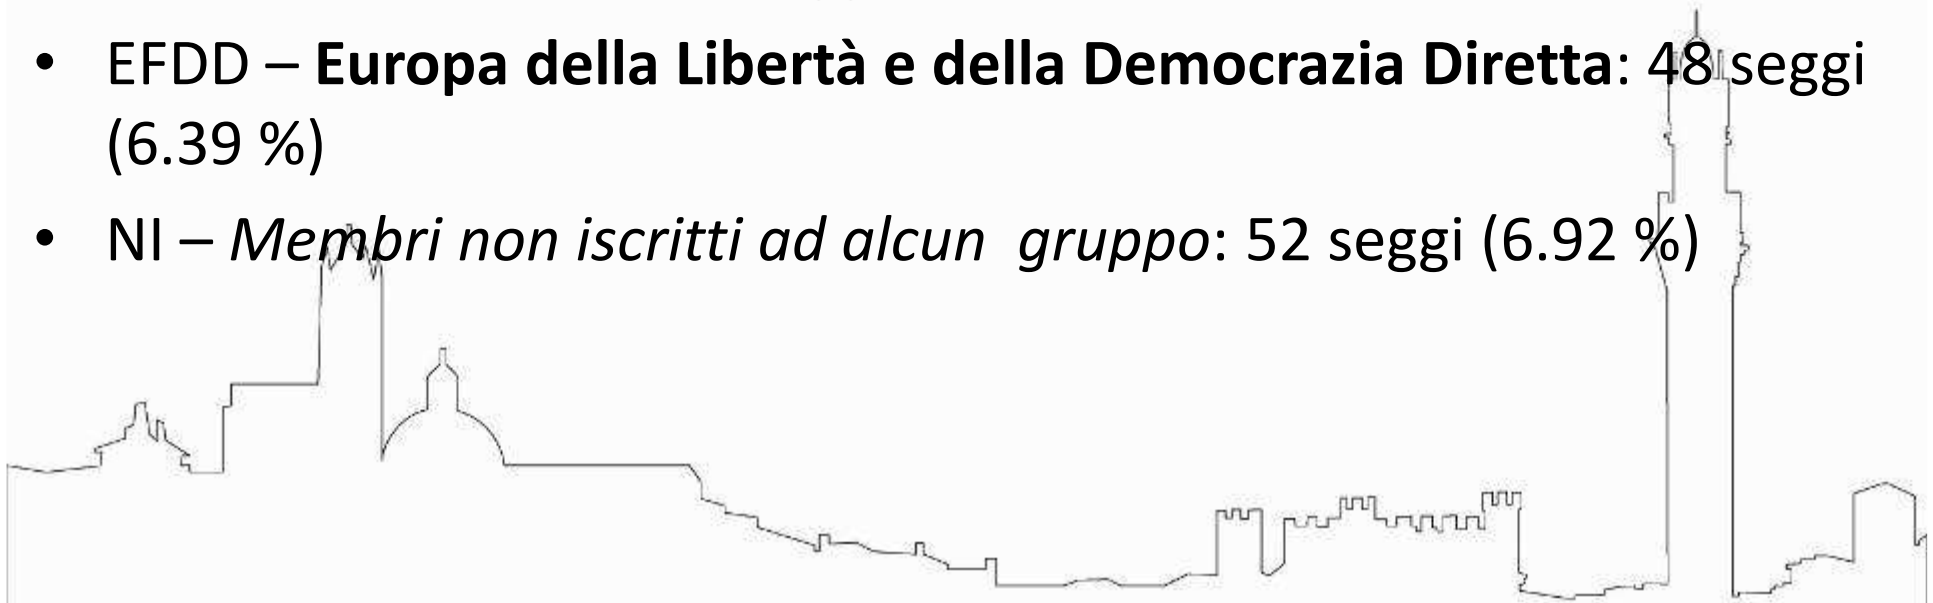 • EFDD – Europa della Libertà e della Democrazia Diretta: 48 seggi
(6.39 %)
• NI – Membri non iscritti ad alcun  gruppo: 52 seggi (6.92 %)